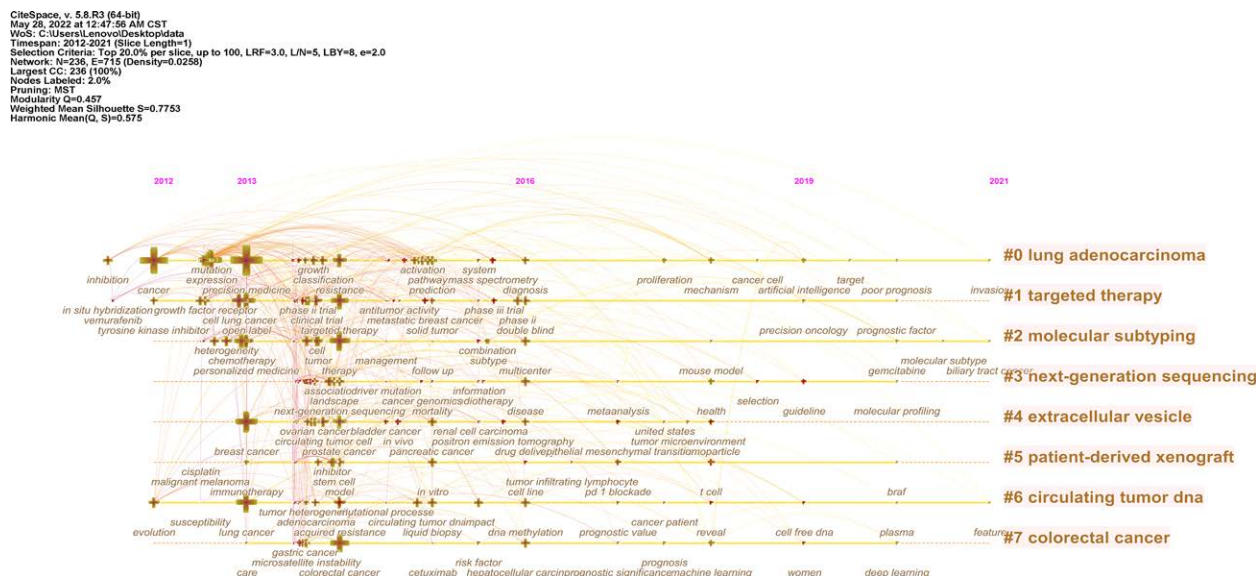 CiteSpace, v. 5.8.R3 (64-bit)
May 28, 2022 at 12:47:56 AM CST
WoS: C:\Users\Lenovo\Desktop\data
Timespan: 2012-2021 (Slice Length=1)
Selection Criteria: Top 20.0% per slice, up to 100, LRF=3.0, L/N=5, LBY=8, e=2.0
Network: N=236, E=715 (Density=0.0258)
Largest CC: 236 (100%)
Nodes Labeled: 2.0%
Pruning: MST
Modularity Q=0.457
Weighted Mean Silhouette S=0.7753
Harmonic Mean(Q, S)=0.575
2012 2013 2016 2019 2021
#0 lung adenocarcinoma
mutation growth activation system
inhibition expression classification pathway mass spectrometry proliferation cancer cell target
cancer precision medicine resistance prediction diagnosis mechanism artificial intelligence poor prognosis invasion
#1 targeted therapy
in situ hybridization growth factor receptor phase ii trial antitumor activity phase iii trial
vemurafenib cell lung cancer clinical trial metastatic breast cancer phase ii
tyrosine kinase inhibitor open label targeted therapy solid tumor double blind precision oncology prognostic factor
#2 molecular subtyping
heterogeneity cell combination
chemotherapy tumor management subtype molecular subtype
personalized medicine therapy follow up multicenter mouse model gemcitabine biliary tract cancer
#3 next-generation sequencing
driver mutation information
landscape cancer genomics selection
next-generation sequencing mortality disease metaanalysis health guideline molecular profiling
#4 extracellular vesicle
ovarian cancer bladder cancer renal cell carcinoma united states
circulating tumor cell in vivo positron emission tomography tumor microenvironment
breast cancer prostate cancer pancreatic cancer
#5 patient-derived xenograft
cisplatin inhibitor
malignant melanoma stem cell tumor infiltrating lymphocyte
immunotherapy model in vitro cell line pd 1 blockade t cell braf
#6 circulating tumor dna
susceptibility adenocarcinoma circulating tumor dna impact cancer patient
evolution lung cancer acquired resistance liquid biopsy dna methylation prognostic value reveal cell free dna plasma feature
#7 colorectal cancer
gastric cancer
microsatellite instability risk factor prognosis
care colorectal cancer cetuximab prognostic significance machine learning women deep learning